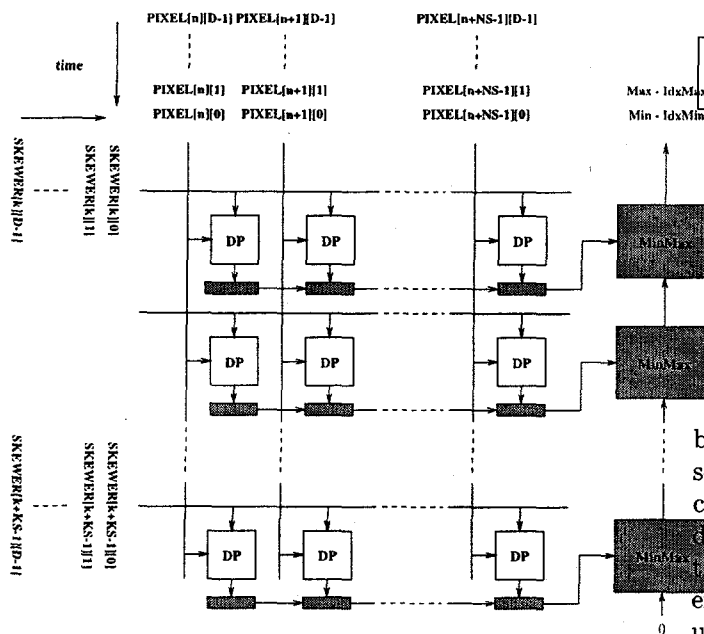 PIXEL[n][D-1] PIXEL[n+1][D-1] PIXEL[n+NS-1][D-1]
time
PIXEL[n][1] PIXEL[n+1][1] PIXEL[n+NS-1][1] Max - IdxMax
PIXEL[n][0] PIXEL[n+1][0] PIXEL[n+NS-1][0] Min - IdxMin
SKEWER[k][D-1]
SKEWER[k][1]
SKEWER[k][0]
DP DP DP MinMax
DP DP DP MinMax
SKEWER[k+KS-1][D-1]
SKEWER[k+KS-1][1]
SKEWER[k+KS-1][0]
b
s
c
d
DP DP DP MinMax
t
e
0 u